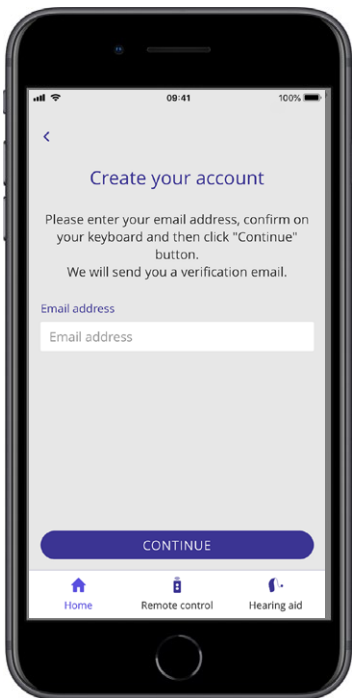 09:41
100%
Create your account
Please enter your email address, confirm on
your keyboard and then click "Continue"
button.
We will send you a verification email.
Email address
Email address
CONTINUE
Home Remote control Hearing aid